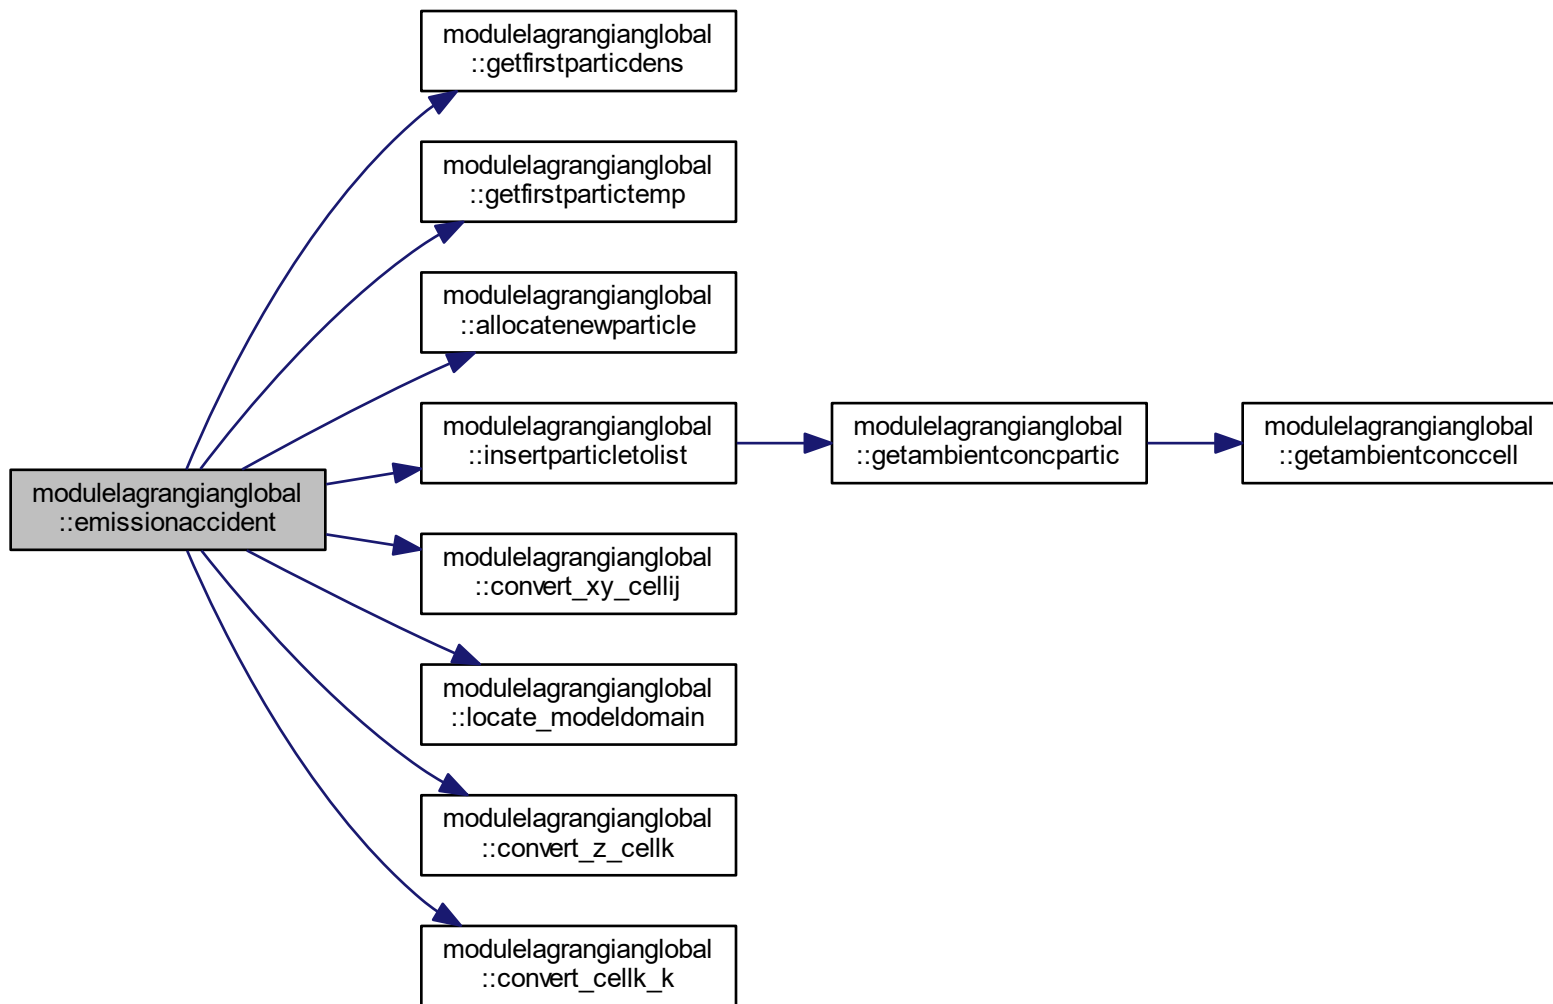 modulelagrangianglobal
::getfirstparticdens
modulelagrangianglobal
::getfirstpartictemp
modulelagrangianglobal
::allocatenewparticle
modulelagrangianglobal
::insertparticletolist
modulelagrangianglobal
::getambientconcpartic
modulelagrangianglobal
::getambientconccell
modulelagrangianglobal
::emissionaccident
modulelagrangianglobal
::convert_xy_cellij
modulelagrangianglobal
::locate_modeldomain
modulelagrangianglobal
::convert_z_cellk
modulelagrangianglobal
::convert_cellk_k